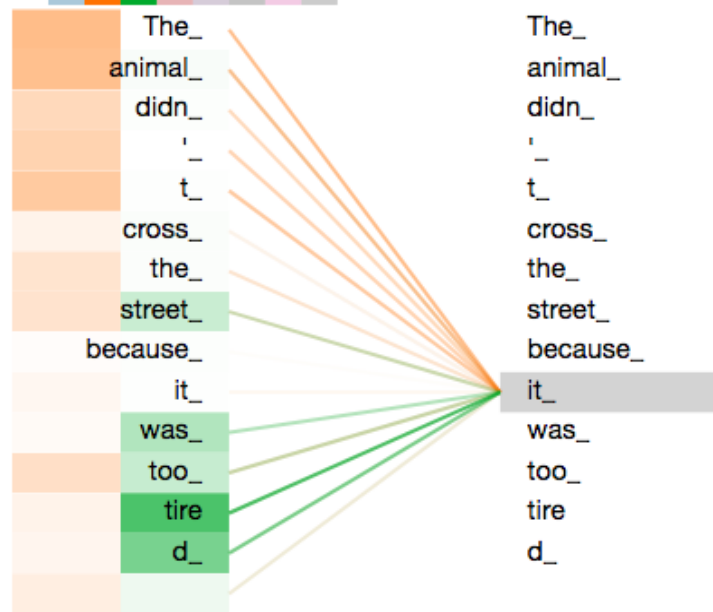 The_ The_
animal_ animal_
didn_ didn_
'_ '_
t_ t_
cross_ cross_
the_ the_
street_ street_
because_ because_
it_ it_
was_ was_
too_ too_
tire tire
d_ d_